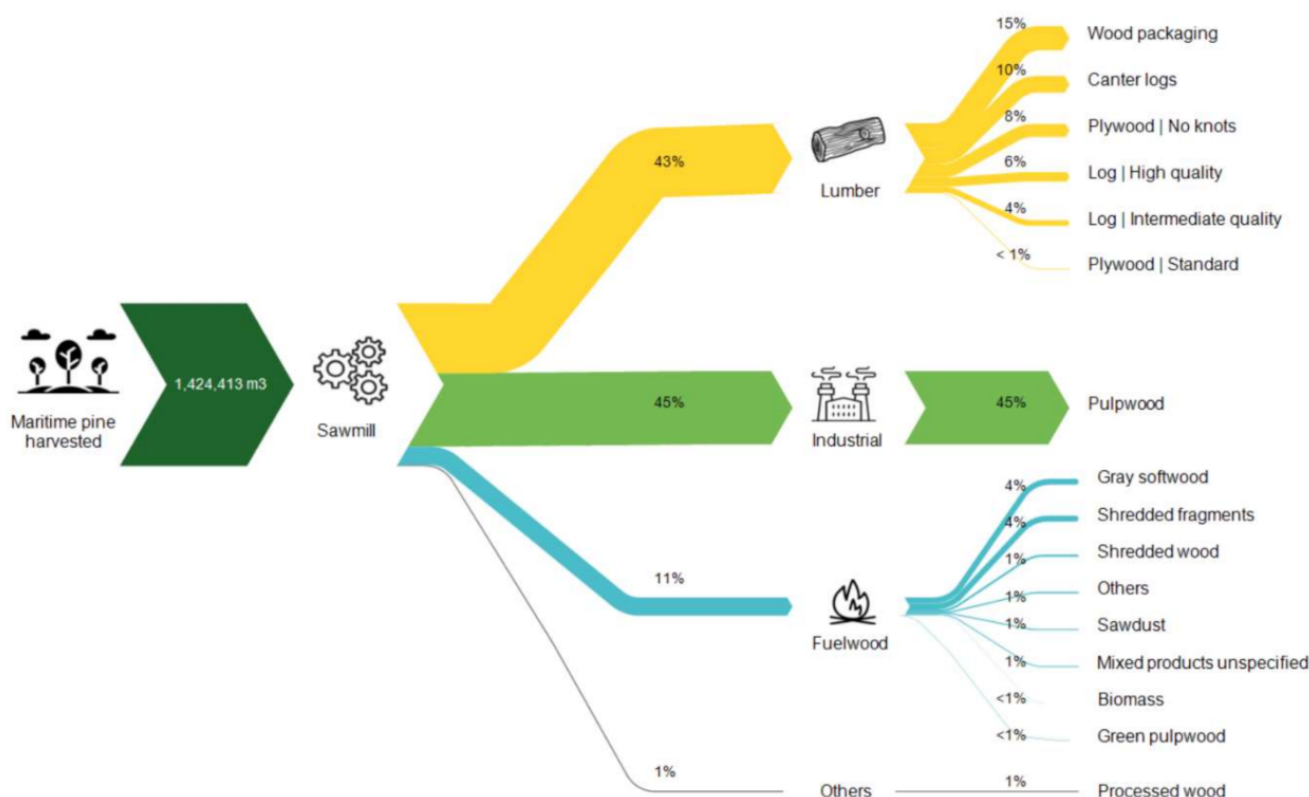 15%
Wood packaging
10%
Canter logs
8%
Plywood | No knots
43%
6%
Log | High quality
Lumber
4%
Log | Intermediate quality
< 1%
Plywood | Standard
1,424,413 m3
Maritime pine
harvested
Sawmill
45%
45%
Pulpwood
Industrial
4%
Gray softwood
4%
Shredded fragments
1%
Shredded wood
11%
1%
Others
1%
Sawdust
Fuelwood
1%
Mixed products unspecified
<1%
Biomass
<1%
Green pulpwood
1%
Others
1%
Processed wood